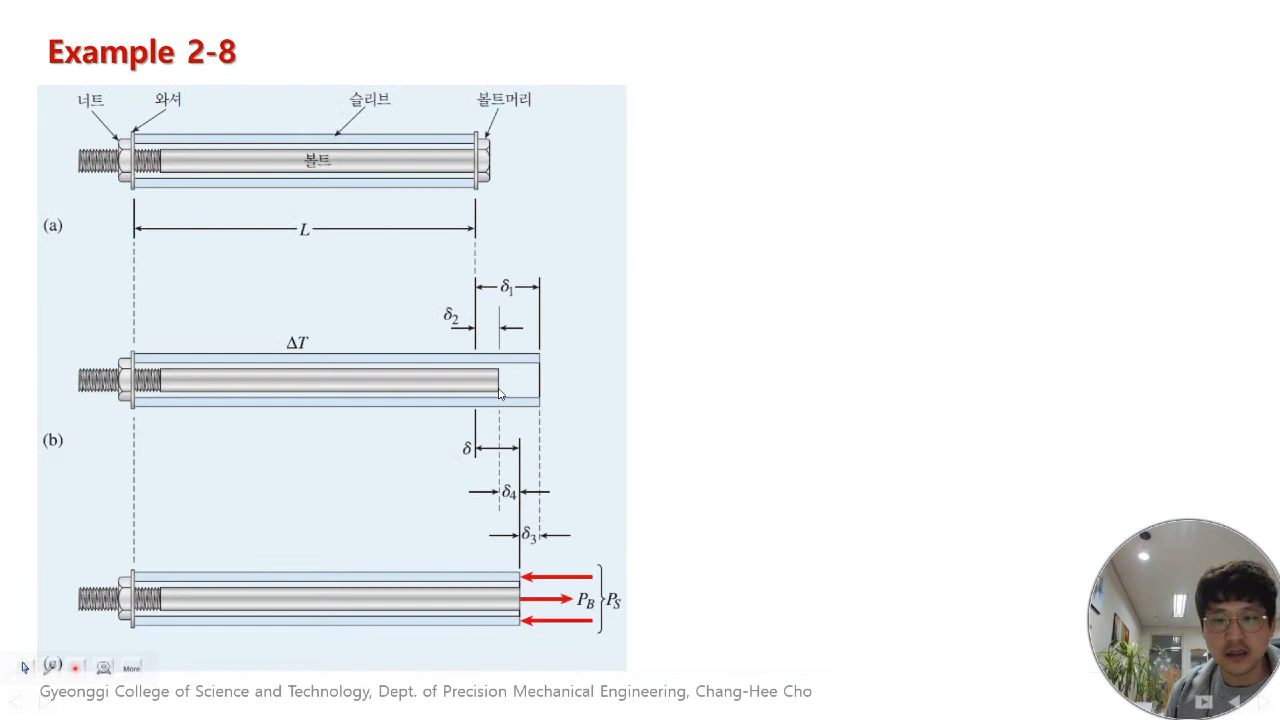 Example 2-8
너트 와셔 슬리브 볼트머리
볼트
(a)
L
δ1
δ2
ΔT
(b)
δ
δ4
δ3
PB PS
(c)
More
Gyeonggi College of Science and Technology, Dept. of Precision Mechanical Engineering, Chang-Hee Cho